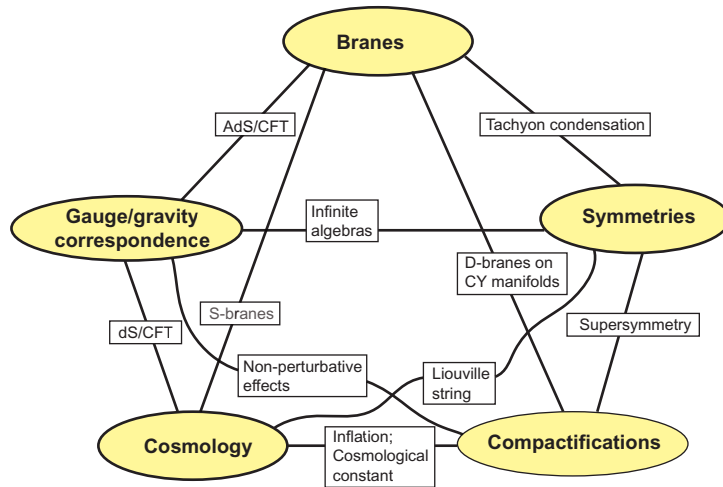 Branes
AdS/CFT
Tachyon condensation
Gauge/gravity
correspondence
Infinite
algebras
Symmetries
D-branes on
CY manifolds
S-branes
dS/CFT
Supersymmetry
Non-perturbative
effects
Liouville
string
Cosmology
Inflation;
Cosmological
constant
Compactifications